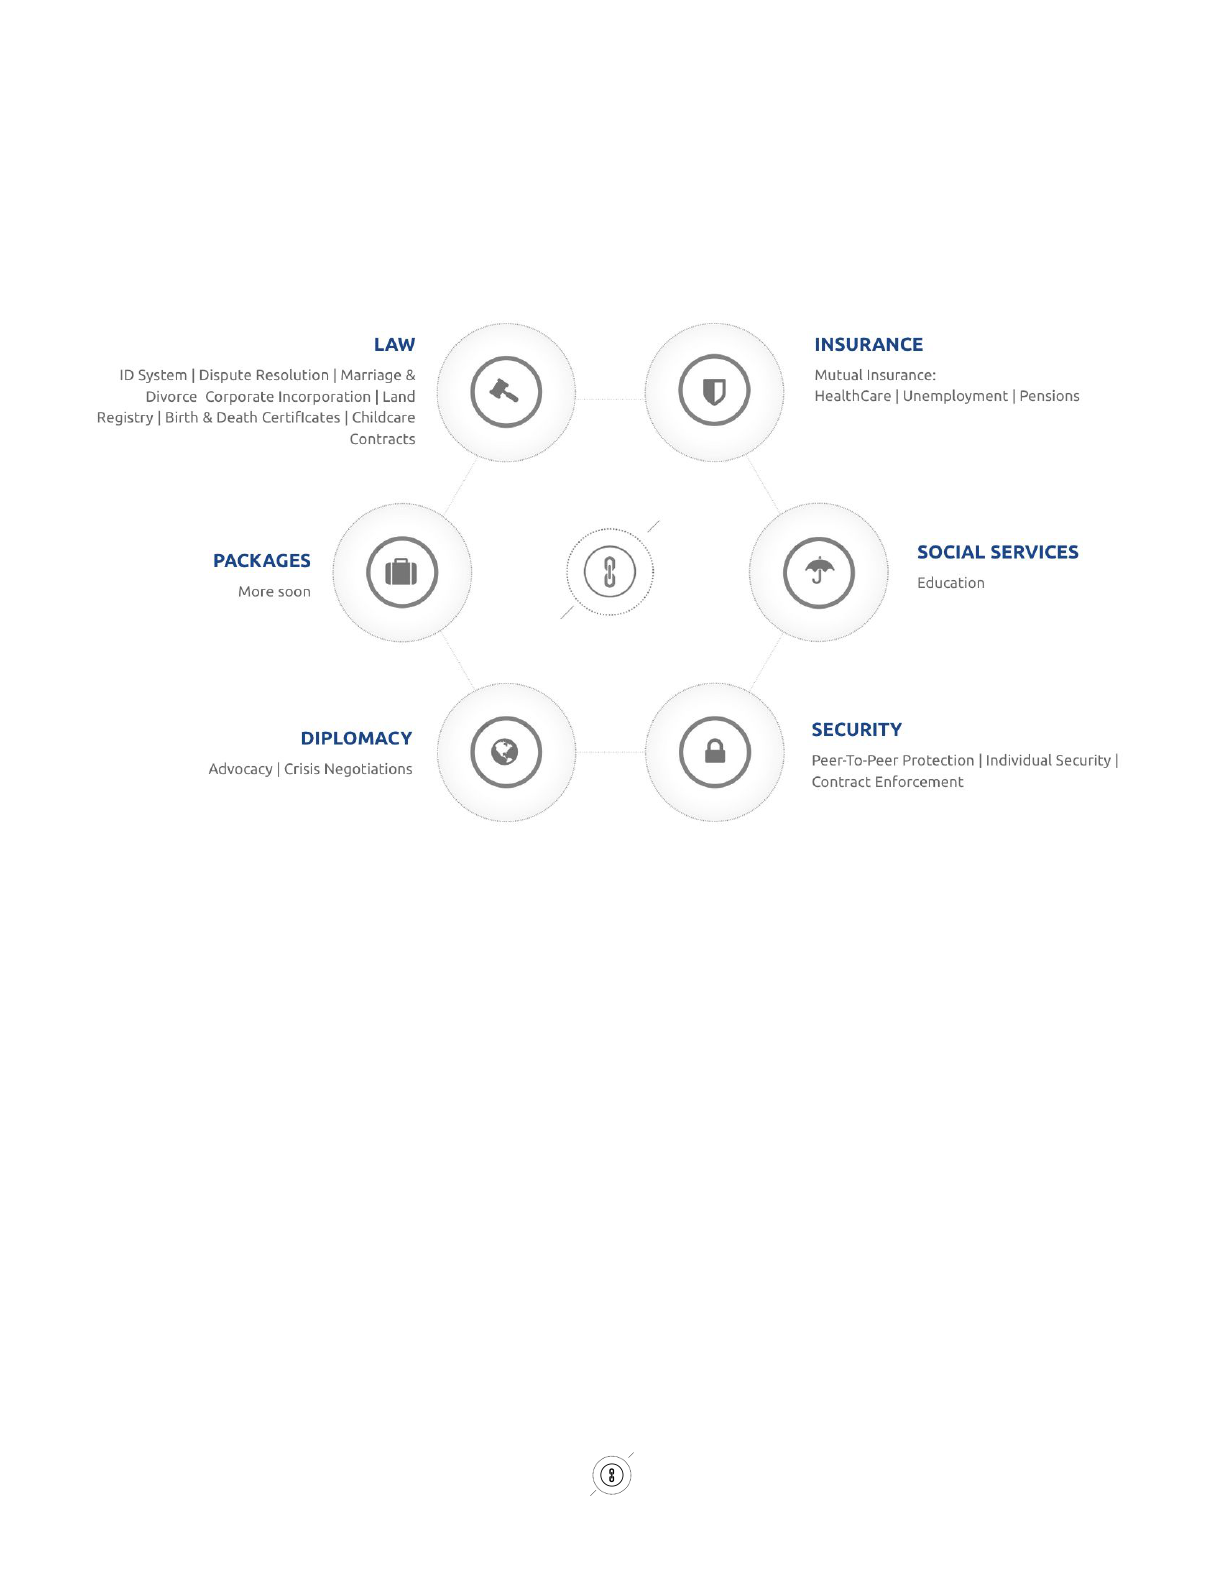 LAW
ID System | Dispute Resolution | Marriage &
Divorce  Corporate Incorporation | Land
Registry | Birth & Death Certificates | Childcare
Contracts
INSURANCE
Mutual Insurance:
HealthCare | Unemployment | Pensions
PACKAGES
More soon
SOCIAL SERVICES
Education
DIPLOMACY
Advocacy | Crisis Negotiations
SECURITY
Peer-To-Peer Protection | Individual Security |
Contract Enforcement